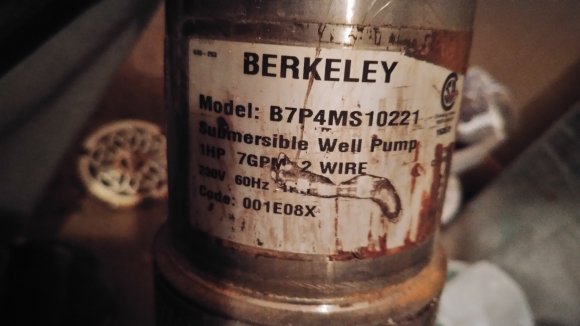 BERKELEY
Model: B7P4MS10221
Submersible Well Pump
1HP 7GPM 2 WIRE
230V 60Hz
Code: 001E08X